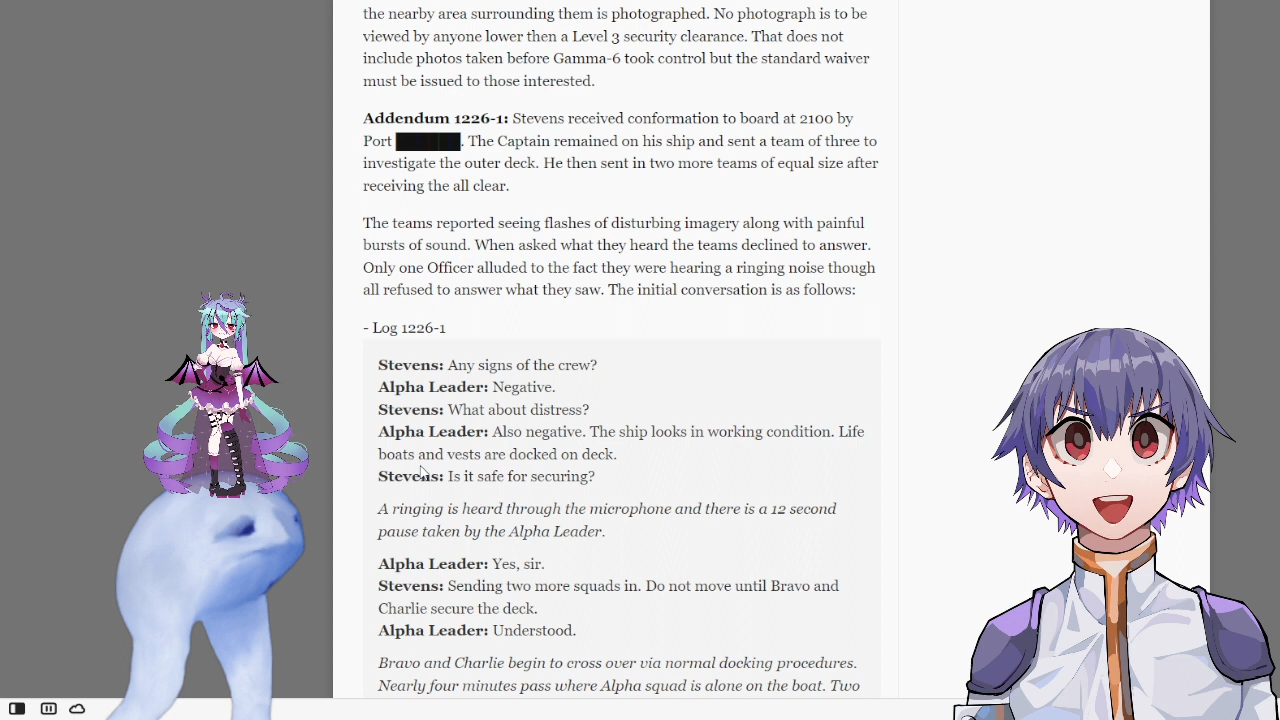 the nearby area surrounding them is photographed. No photograph is to be
viewed by anyone lower then a Level 3 security clearance. That does not
include photos taken before Gamma-6 took control but the standard waiver
must be issued to those interested.
Addendum 1226-1: Stevens received conformation to board at 2100 by
Port ██████. The Captain remained on his ship and sent a team of three to
investigate the outer deck. He then sent in two more teams of equal size after
receiving the all clear.
The teams reported seeing flashes of disturbing imagery along with painful
bursts of sound. When asked what they heard the teams declined to answer.
Only one Officer alluded to the fact they were hearing a ringing noise though
all refused to answer what they saw. The initial conversation is as follows:
- Log 1226-1
Stevens: Any signs of the crew?
Alpha Leader: Negative.
Stevens: What about distress?
Alpha Leader: Also negative. The ship looks in working condition. Life
boats and vests are docked on deck.
Stevens: Is it safe for securing?
A ringing is heard through the microphone and there is a 12 second
pause taken by the Alpha Leader.
Alpha Leader: Yes, sir.
Stevens: Sending two more squads in. Do not move until Bravo and
Charlie secure the deck.
Alpha Leader: Understood.
Bravo and Charlie begin to cross over via normal docking procedures.
Nearly four minutes pass where Alpha squad is alone on the boat. Two